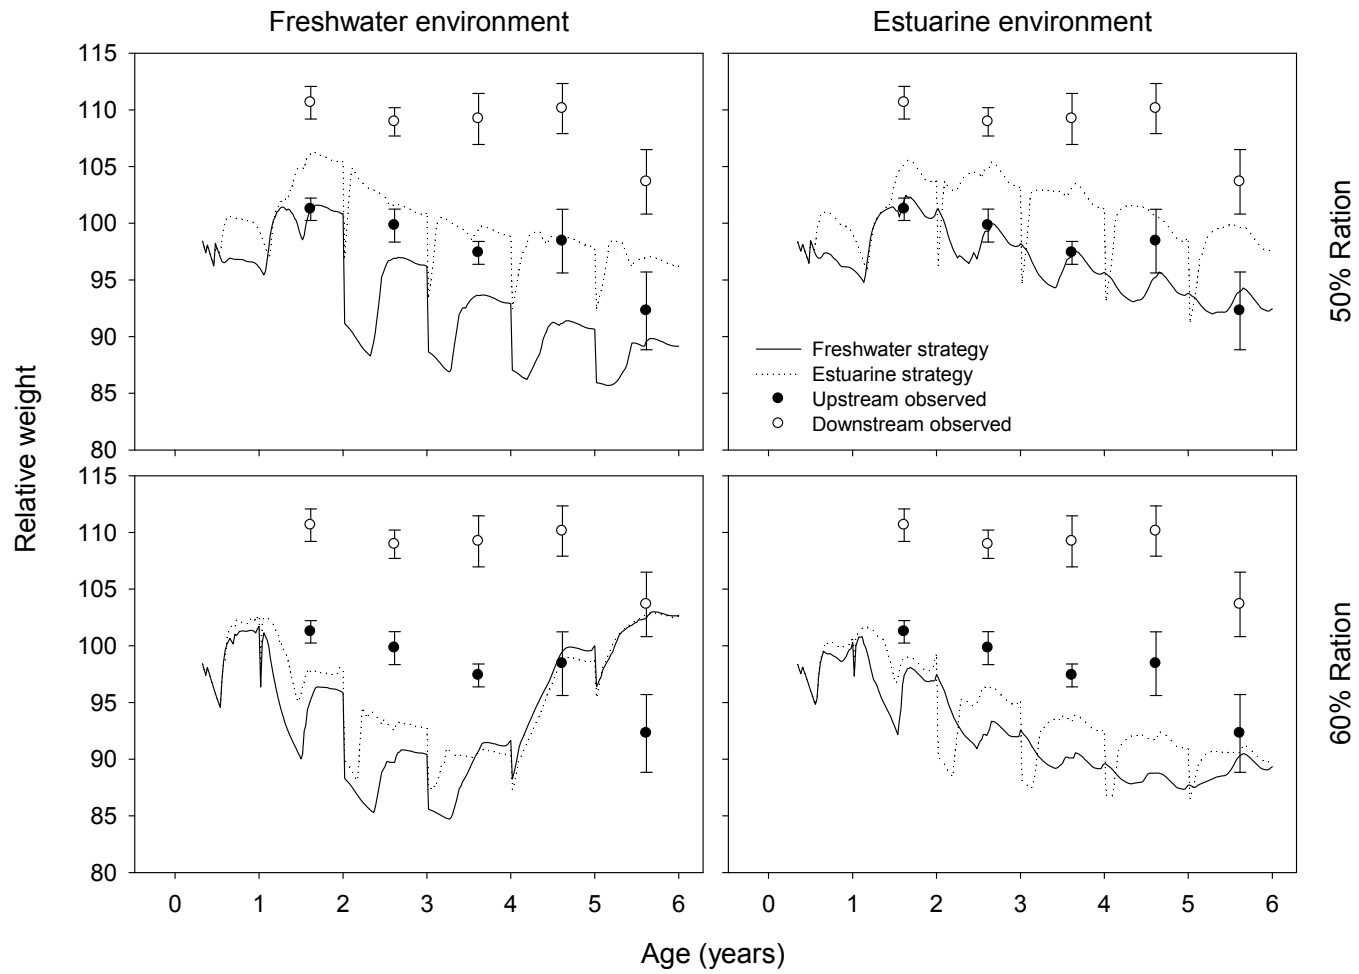 Freshwater environment
Estuarine environment
115
110
105
100
95
90
85
80
Freshwater strategy
Estuarine strategy
Upstream observed
Downstream observed
50% Ration
Relative weight
115
110
105
100
95
90
85
80
60% Ration
0 1 2 3 4 5 6
0 1 2 3 4 5 6
Age (years)